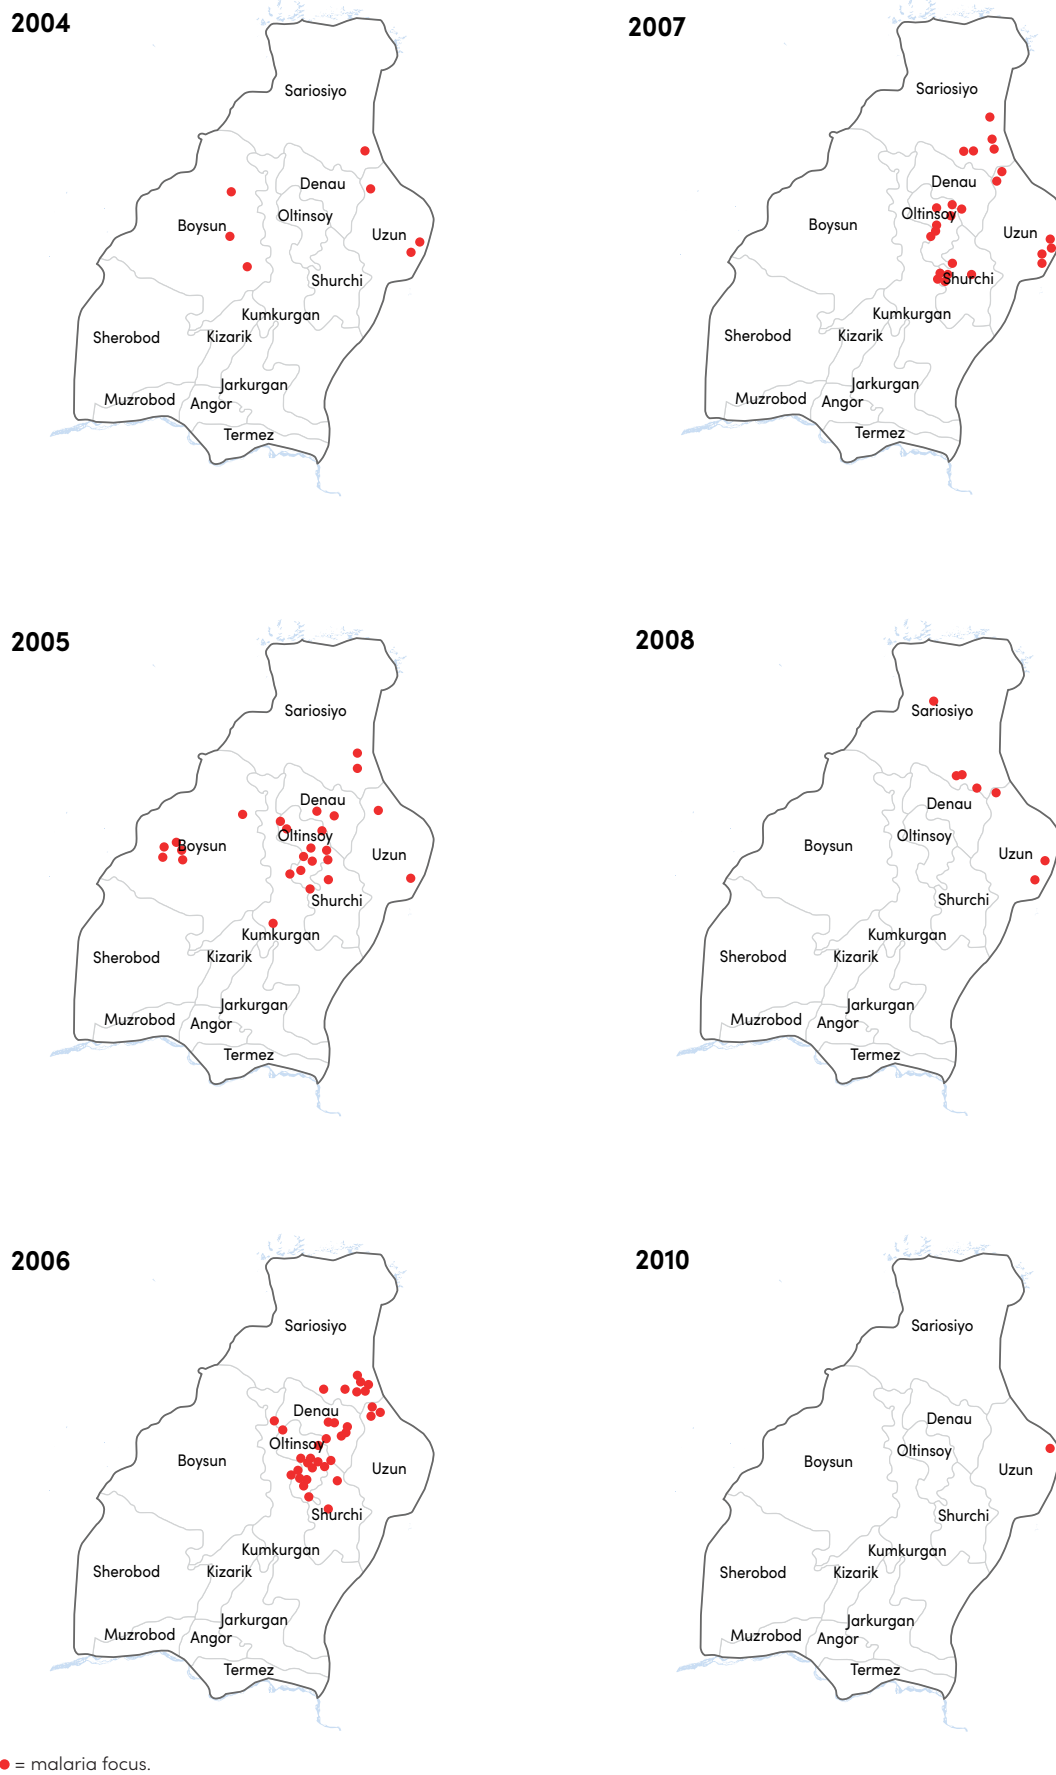 2004
Sariosiyo
Denau
Oltinsoy
Boysun
Uzun
Shurchi
Kumkurgan
Sherobod
Kizarik
Jarkurgan
Muzrobod
Angor
Termez
2007
Sariosiyo
Denau
Oltinsoy
Boysun
Uzun
Shurchi
Kumkurgan
Sherobod
Kizarik
Jarkurgan
Muzrobod
Angor
Termez
2005
Sariosiyo
Denau
Oltinsoy
Boysun
Uzun
Shurchi
Kumkurgan
Sherobod
Kizarik
Jarkurgan
Muzrobod
Angor
Termez
2008
Sariosiyo
Denau
Oltinsoy
Boysun
Uzun
Shurchi
Kumkurgan
Sherobod
Kizarik
Jarkurgan
Muzrobod
Angor
Termez
2006
Sariosiyo
Denau
Oltinsoy
Boysun
Uzun
Shurchi
Kumkurgan
Sherobod
Kizarik
Jarkurgan
Muzrobod
Angor
Termez
2010
Sariosiyo
Denau
Oltinsoy
Boysun
Uzun
Shurchi
Kumkurgan
Sherobod
Kizarik
Jarkurgan
Muzrobod
Angor
Termez
= malaria focus.